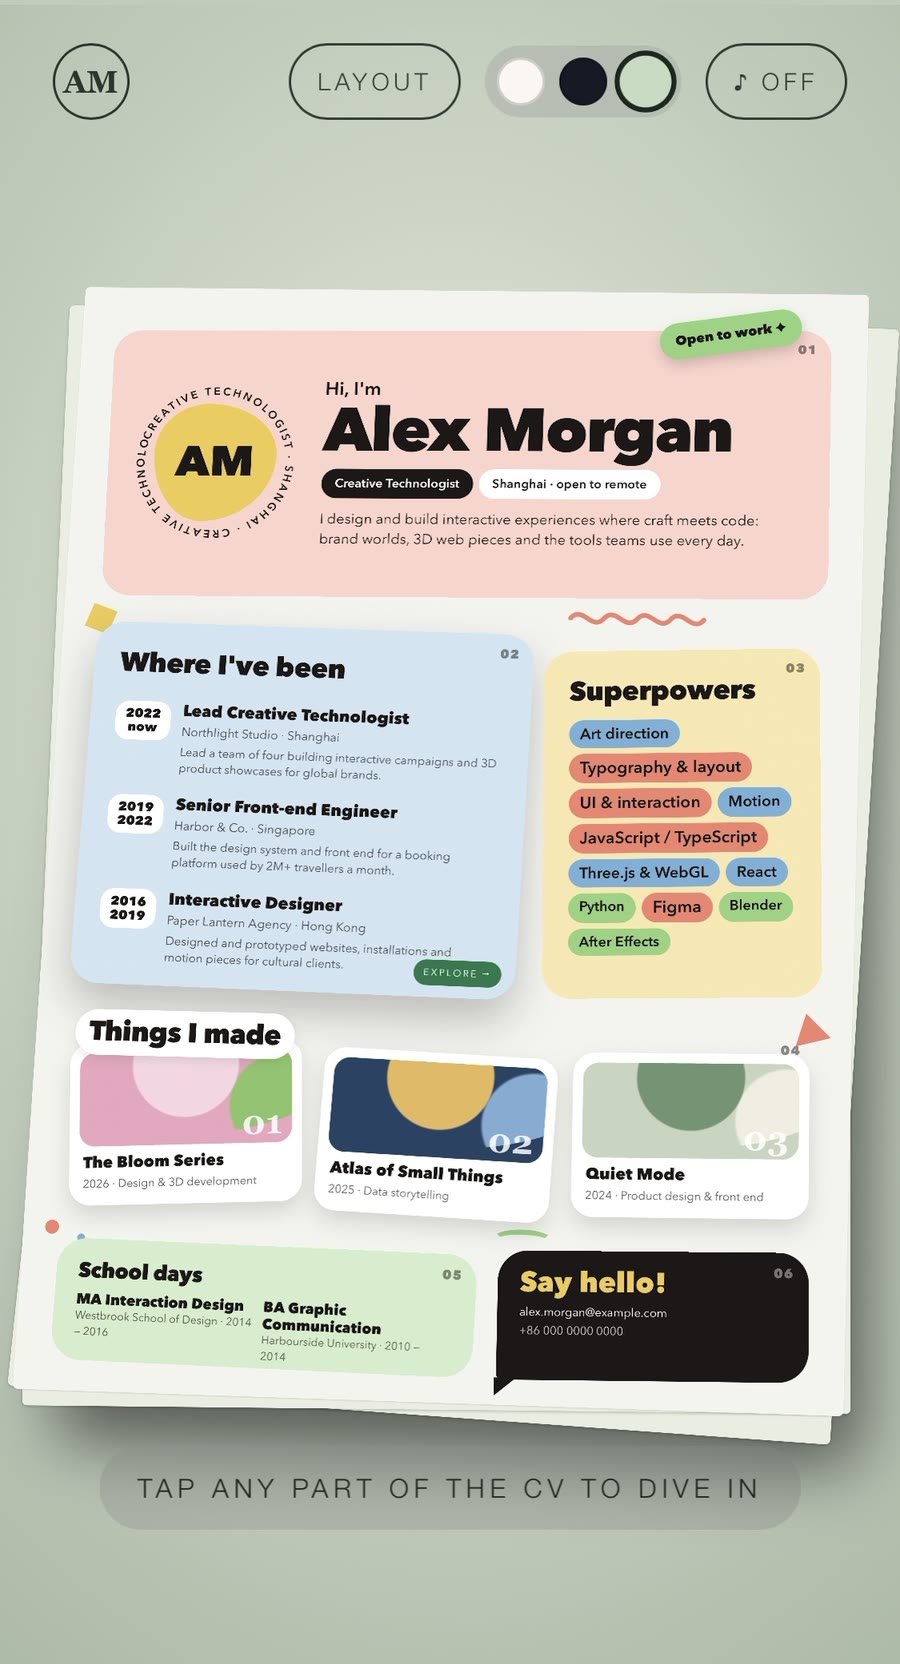 AM
LAYOUT
♪ OFF
Open to work ✦
01
CREATIVE TECHNOLOGIST · SHANGHAI · CREATIVE TECHNOLO
AM
Hi, I'm
Alex Morgan
Creative Technologist
Shanghai · open to remote
I design and build interactive experiences where craft meets code:
brand worlds, 3D web pieces and the tools teams use every day.
02
Where I've been
2022
now
Lead Creative Technologist
Northlight Studio · Shanghai
Lead a team of four building interactive campaigns and 3D
product showcases for global brands.
2019
2022
Senior Front-end Engineer
Harbor & Co. · Singapore
Built the design system and front end for a booking
platform used by 2M+ travellers a month.
2016
2019
Interactive Designer
Paper Lantern Agency · Hong Kong
Designed and prototyped websites, installations and
motion pieces for cultural clients.
EXPLORE →
03
Superpowers
Art direction
Typography & layout
UI & interaction
Motion
JavaScript / TypeScript
Three.js & WebGL
React
Python
Figma
Blender
After Effects
Things I made
04
01
The Bloom Series
2026 · Design & 3D development
02
Atlas of Small Things
2025 · Data storytelling
03
Quiet Mode
2024 · Product design & front end
School days
05
MA Interaction Design
Westbrook School of Design · 2014
– 2016
BA Graphic
Communication
Harbourside University · 2010 –
2014
Say hello!
06
alex.morgan@example.com
+86 000 0000 0000
TAP ANY PART OF THE CV TO DIVE IN